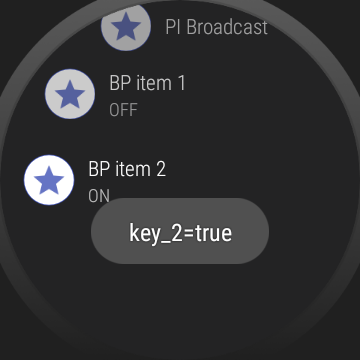 PI Broadcast
BP item 1
OFF
BP item 2
ON
key_2=true